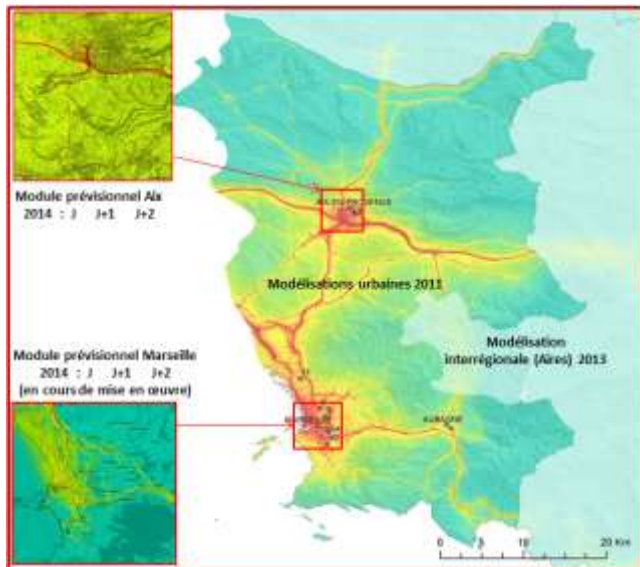 Module prévisionnel Aix
2014 : J J+1 J+2
Modélisations urbaines 2011
Modélisation
interrégionale (Aires) 2013
Module prévisionnel Marseille
2014 : J J+1 J+2
(en cours de mise en œuvre)
AUBAGNE
0 5 10 20 Km